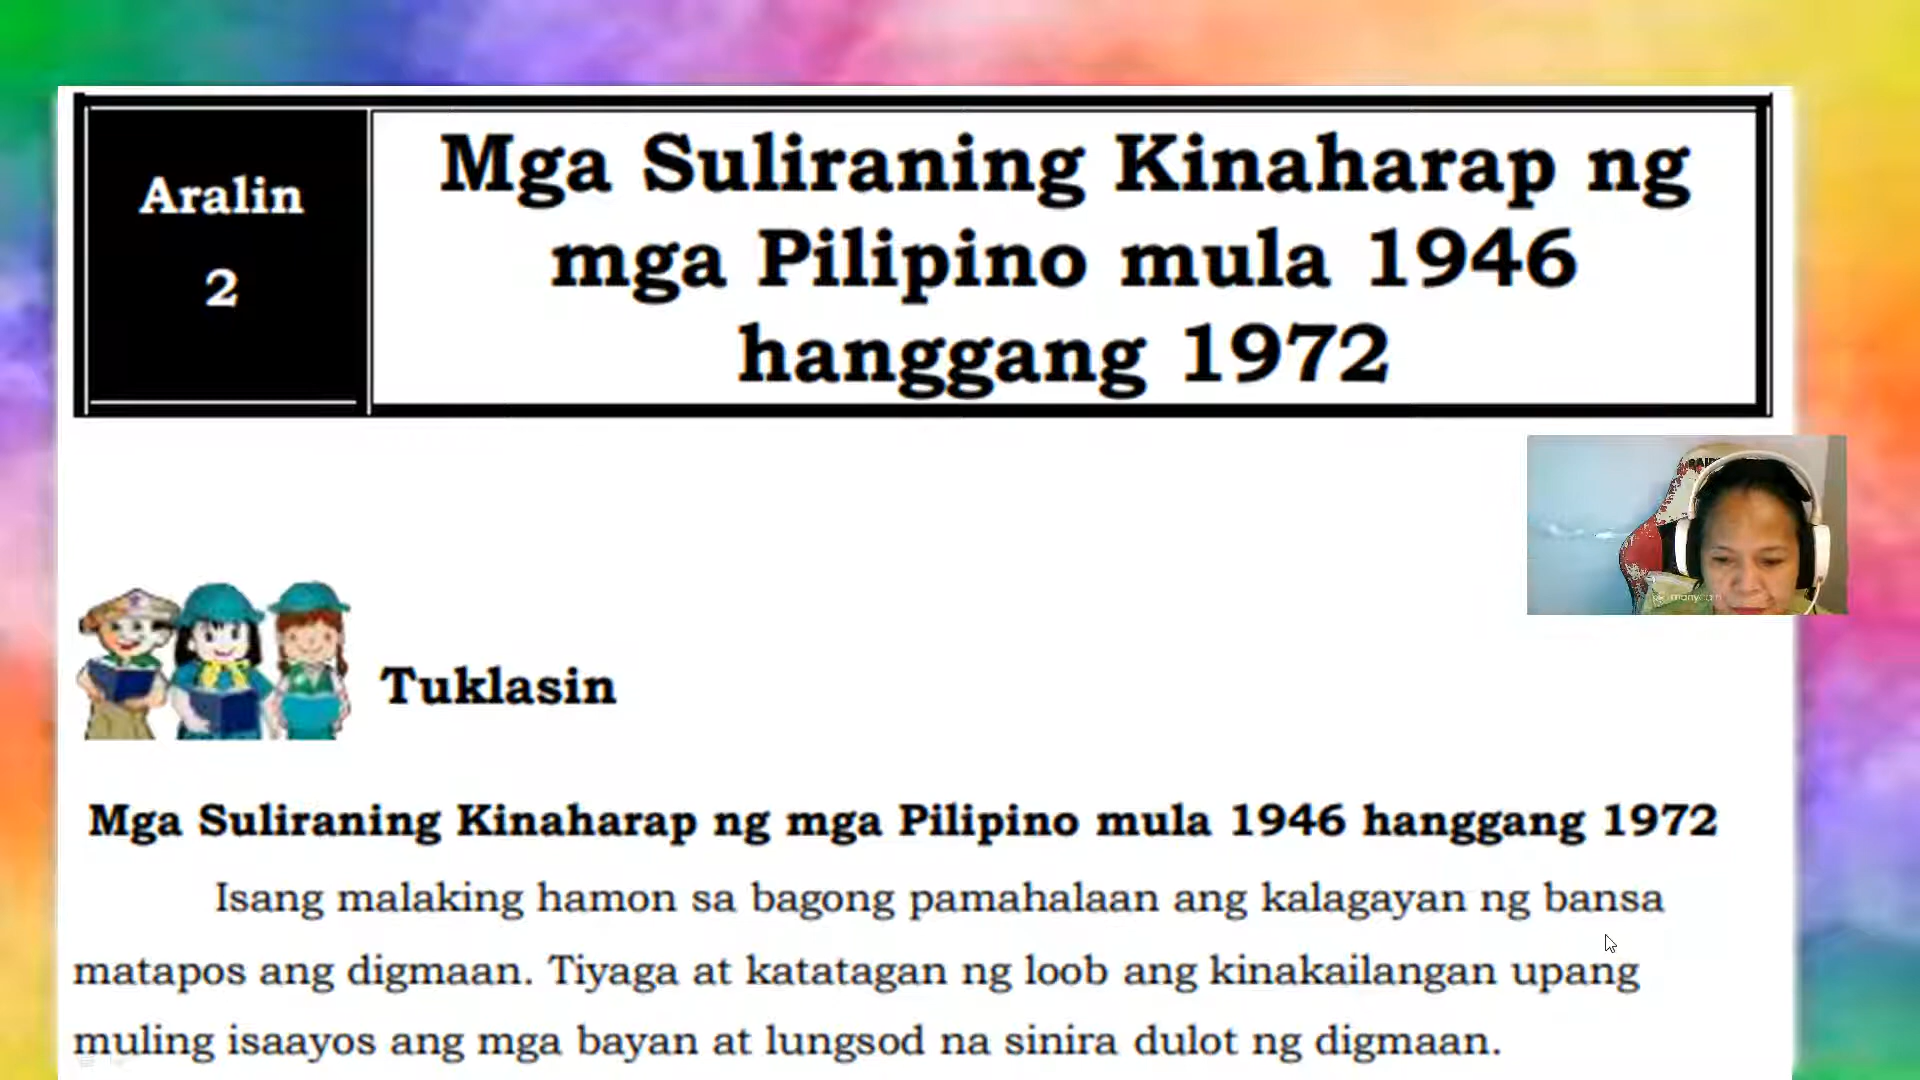 Aralin
2
Mga Suliraning Kinaharap ng
mga Pilipino mula 1946
hanggang 1972
Tuklasin
Mga Suliraning Kinaharap ng mga Pilipino mula 1946 hanggang 1972
Isang malaking hamon sa bagong pamahalaan ang kalagayan ng bansa
matapos ang digmaan. Tiyaga at katatagan ng loob ang kinakailangan upang
muling isaayos ang mga bayan at lungsod na sinira dulot ng digmaan.